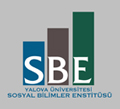 SBE
YALOVA ÜNİVERSİTESİ
SOSYAL BİLİMLER ENSTİTÜSÜ